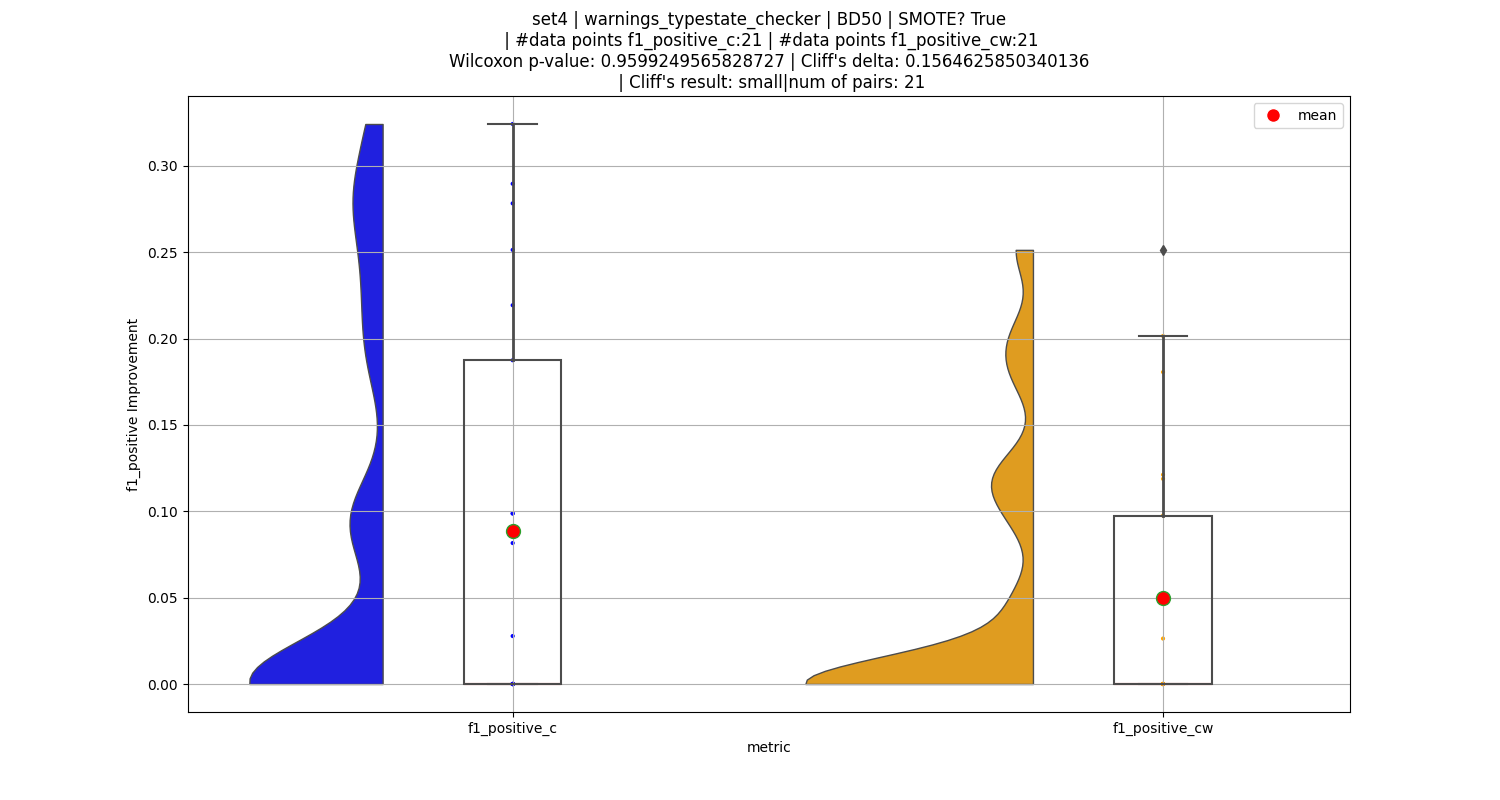 set4 | warnings_typestate_checker | BD50 | SMOTE? True
| #data points f1_positive_c:21 | #data points f1_positive_cw:21
Wilcoxon p-value: 0.9599249565828727 | Cliff's delta: 0.1564625850340136
| Cliff's result: small|num of pairs: 21
mean
0.30
0.25
0.20
0.15
0.10
0.05
0.00
f1_positive Improvement
f1_positive_c
f1_positive_cw
metric